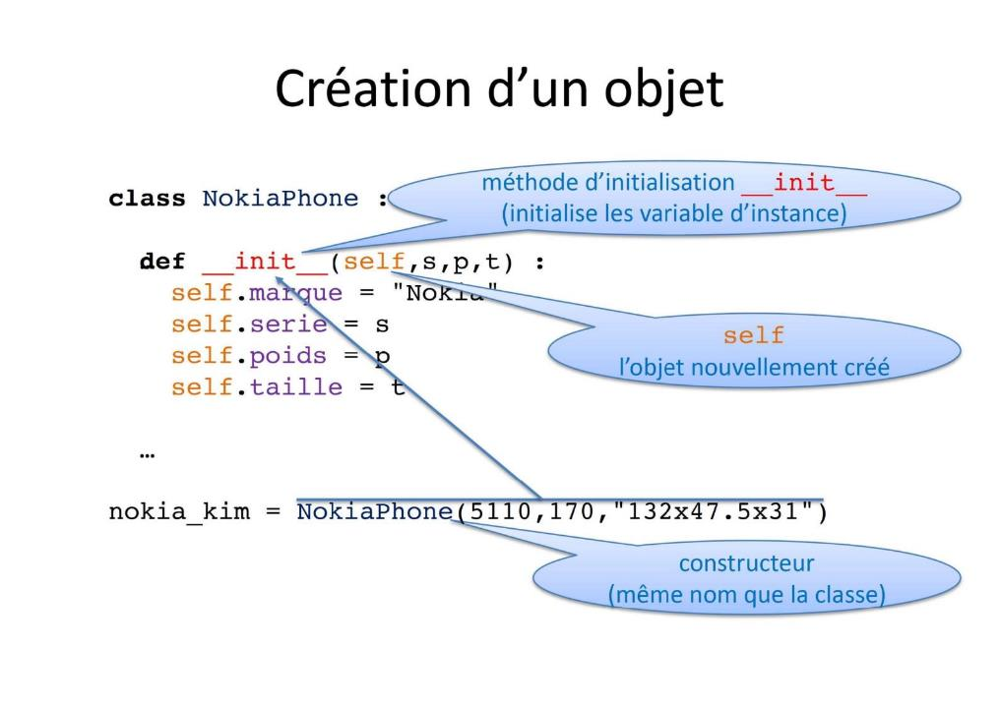 Création d’un objet
class NokiaPhone :
méthode d’initialisation __init__
(initialise les variable d’instance)
def __init__(self,s,p,t) :
self.marque = "Nokia"
self.serie = s
self.poids = p
self.taille = t
self
l’objet nouvellement créé
…
nokia_kim = NokiaPhone(5110,170,"132x47.5x31")
constructeur
(même nom que la classe)